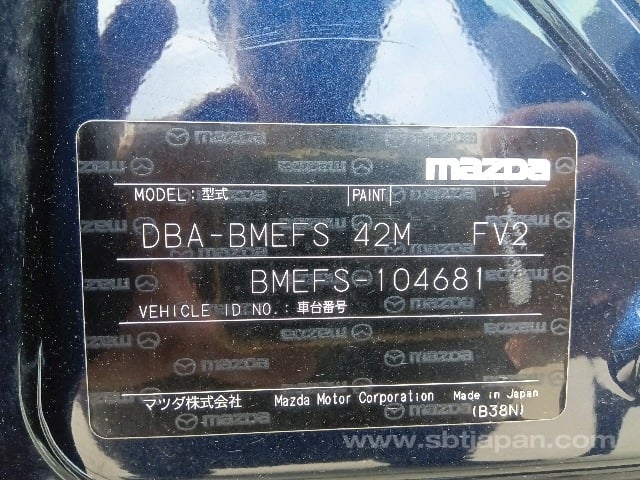 mazda
MODEL: 型式 PAINT
DBA-BMEFS 42M FV2
BMEFS-104681
VEHICLE ID NO.: 車台番号
マツダ株式会社 Mazda Motor Corporation Made in Japan
(B38N)
www.sbtjapan.com